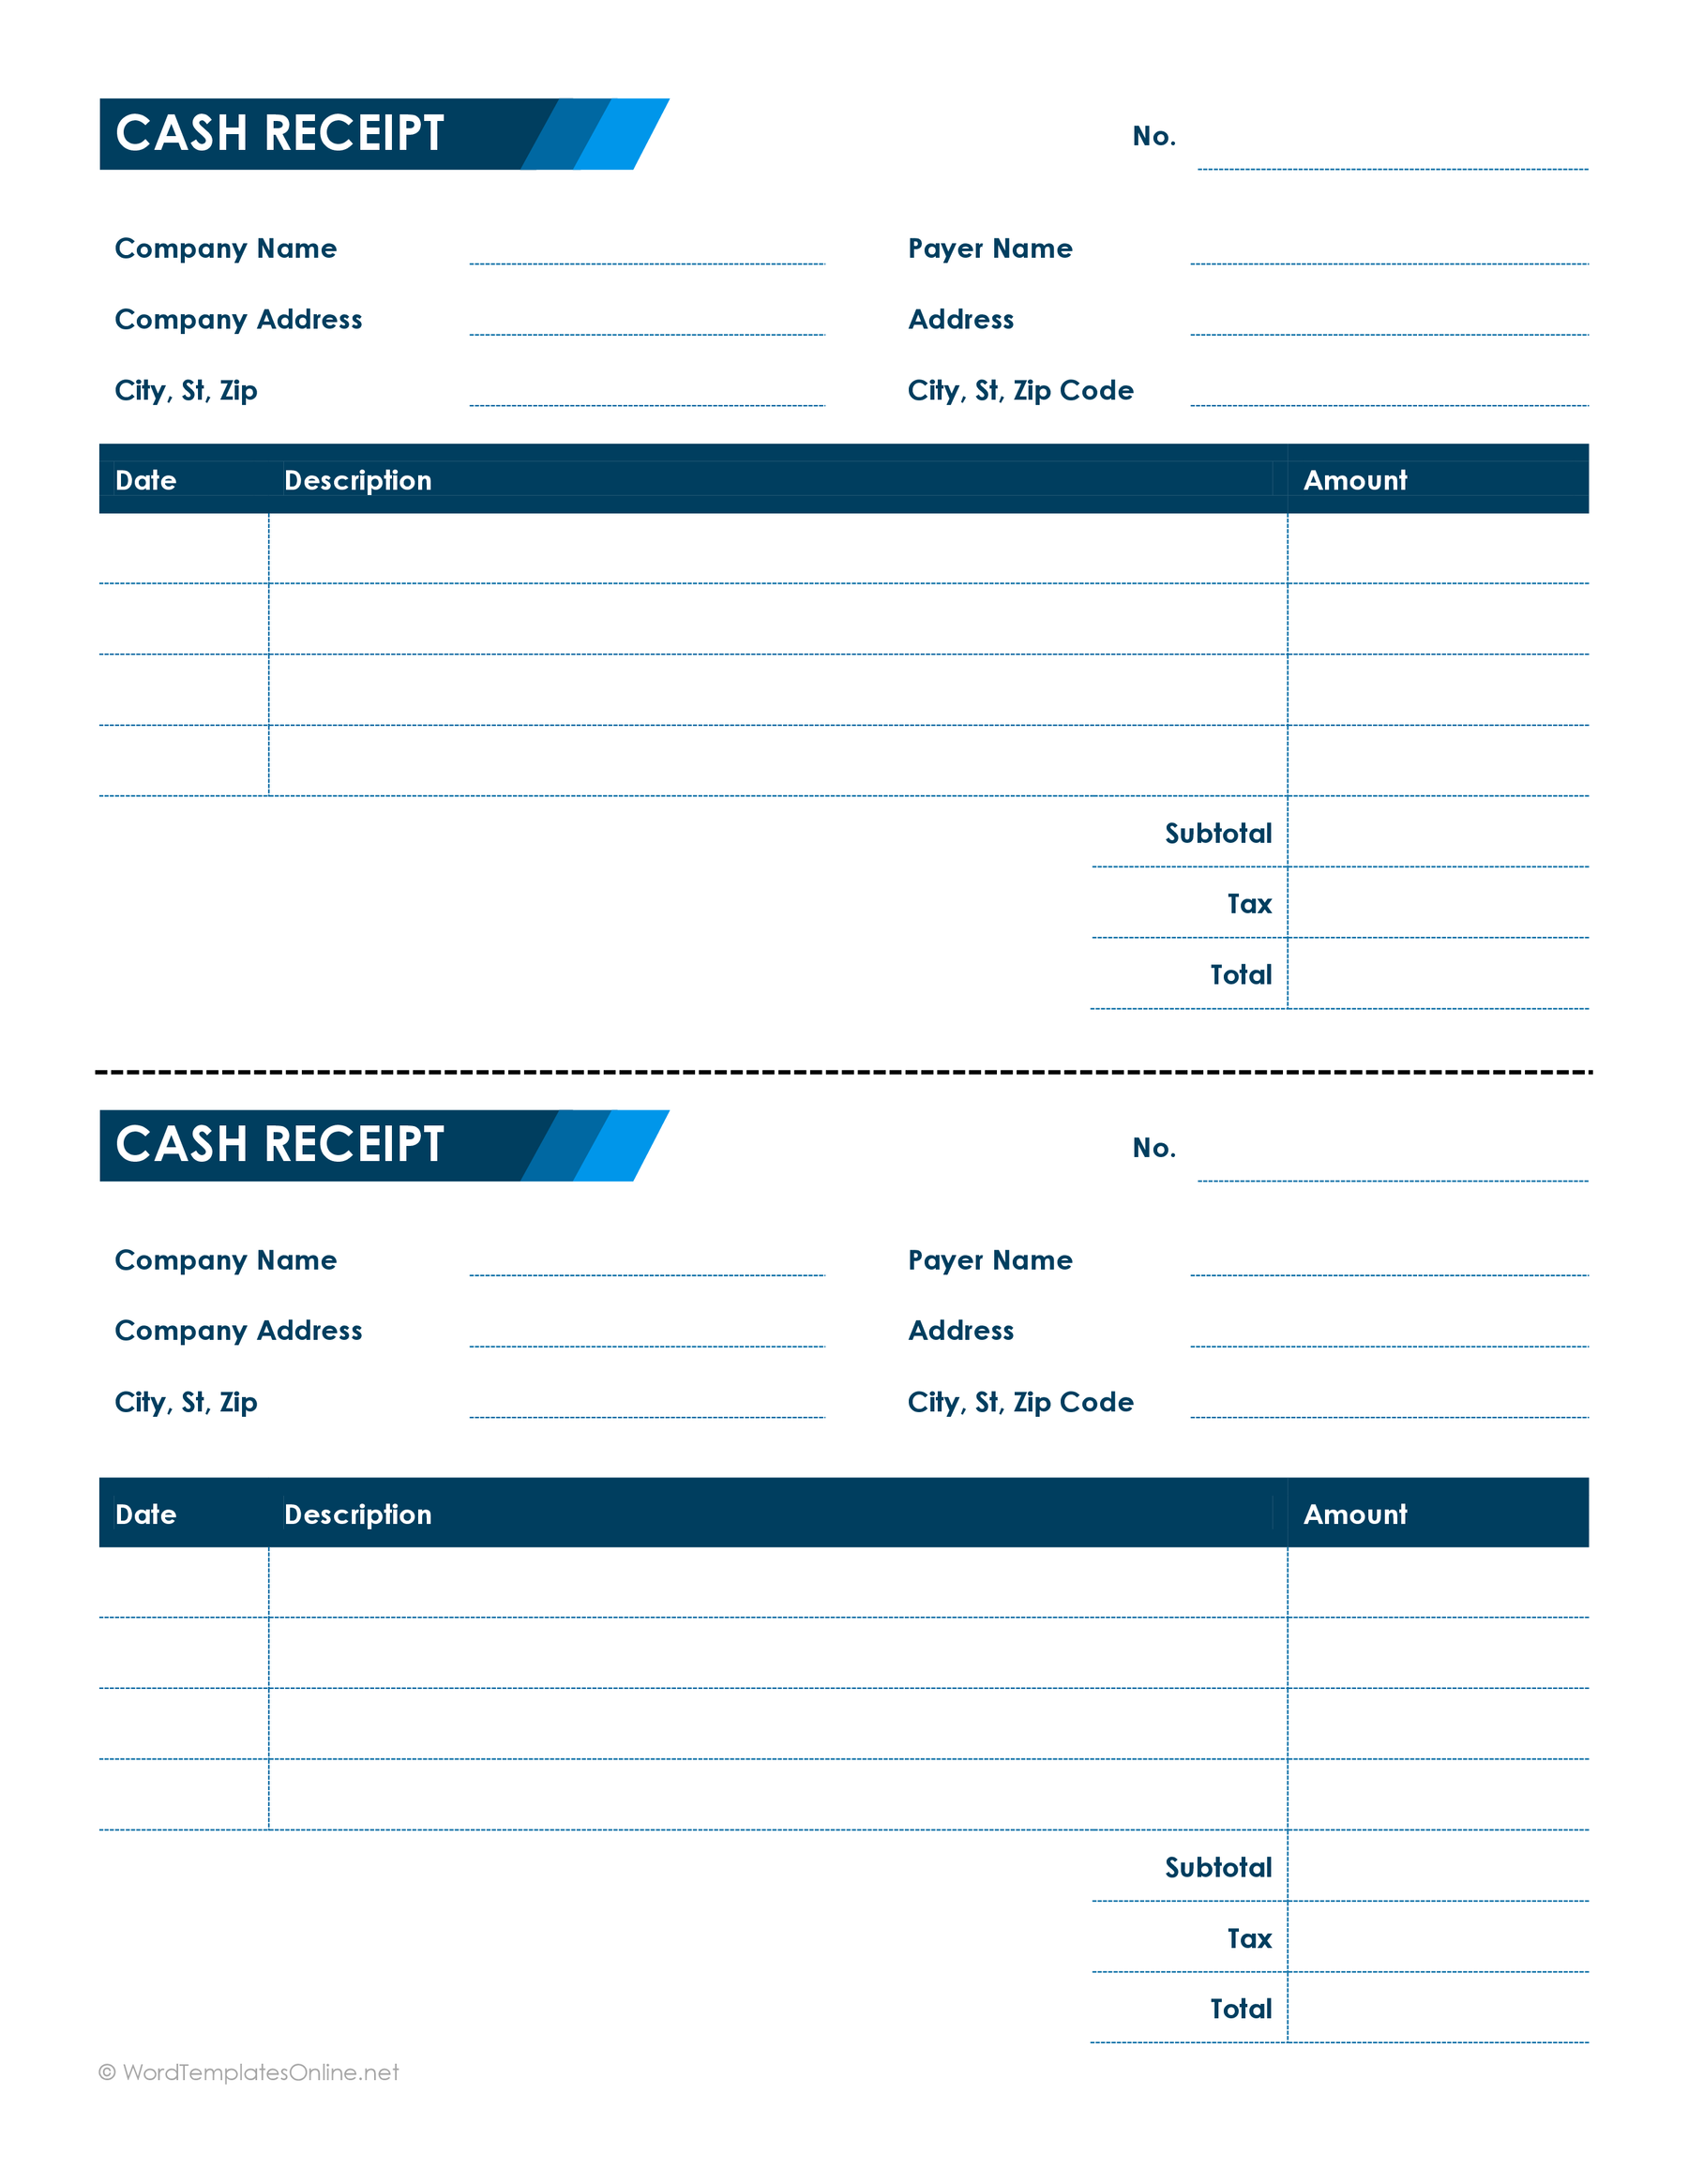 CASH RECEIPT No.
Company Name Payer Name
Company Address Address
City, St, Zip City, St, Zip Code
Date Description Amount
Subtotal
Tax
Total
CASH RECEIPT No.
Company Name Payer Name
Company Address Address
City, St, Zip City, St, Zip Code
Date Description Amount
Subtotal
Tax
Total
© WordTemplatesOnline.net